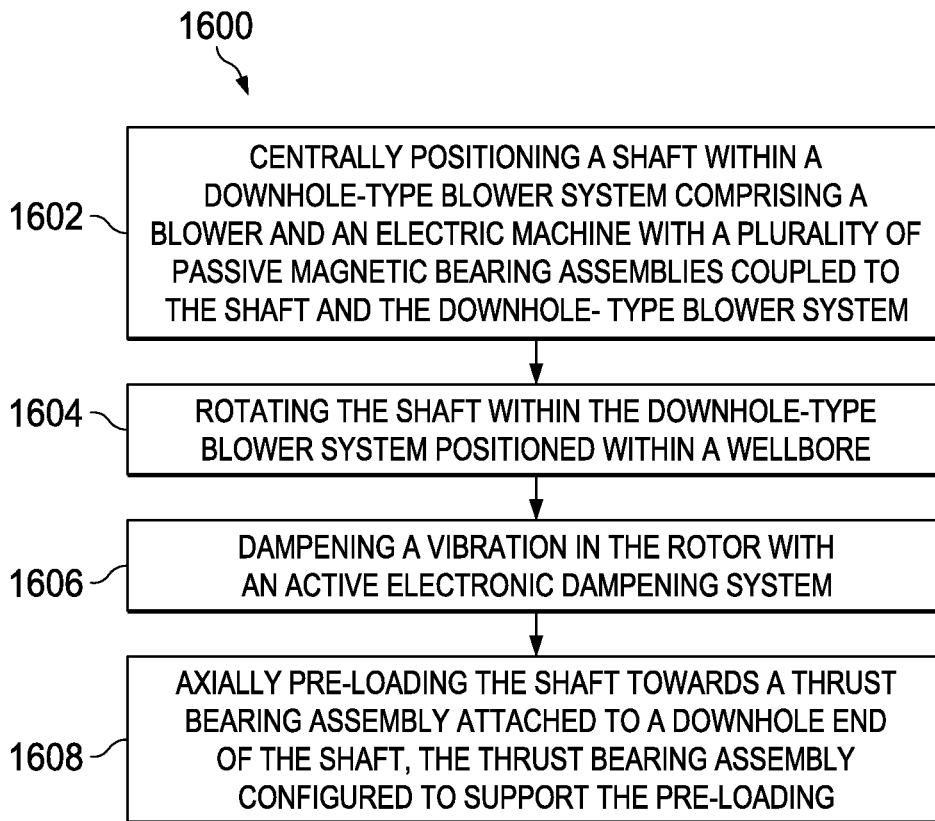 1600
1602
CENTRALLY POSITIONING A SHAFT WITHIN A
DOWNHOLE-TYPE BLOWER SYSTEM COMPRISING A
BLOWER AND AN ELECTRIC MACHINE WITH A PLURALITY OF
PASSIVE MAGNETIC BEARING ASSEMBLIES COUPLED TO
THE SHAFT AND THE DOWNHOLE- TYPE BLOWER SYSTEM
1604
ROTATING THE SHAFT WITHIN THE DOWNHOLE-TYPE
BLOWER SYSTEM POSITIONED WITHIN A WELLBORE
1606
DAMPENING A VIBRATION IN THE ROTOR WITH
AN ACTIVE ELECTRONIC DAMPENING SYSTEM
1608
AXIALLY PRE-LOADING THE SHAFT TOWARDS A THRUST
BEARING ASSEMBLY ATTACHED TO A DOWNHOLE END
OF THE SHAFT, THE THRUST BEARING ASSEMBLY
CONFIGURED TO SUPPORT THE PRE-LOADING